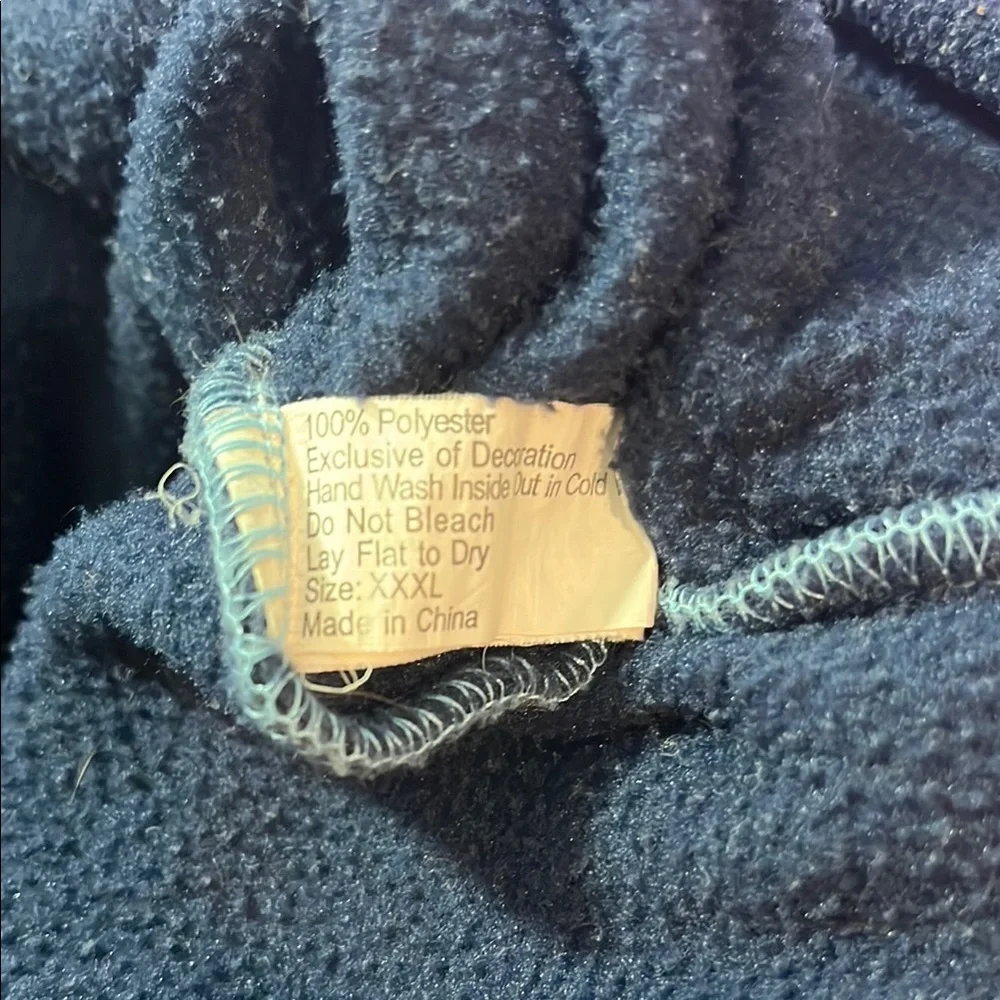 100% Polyester
Exclusive of Decoration
Hand Wash Inside Out in Cold
Do Not Bleach
Lay Flat to Dry
Size: XXXL
Made in China